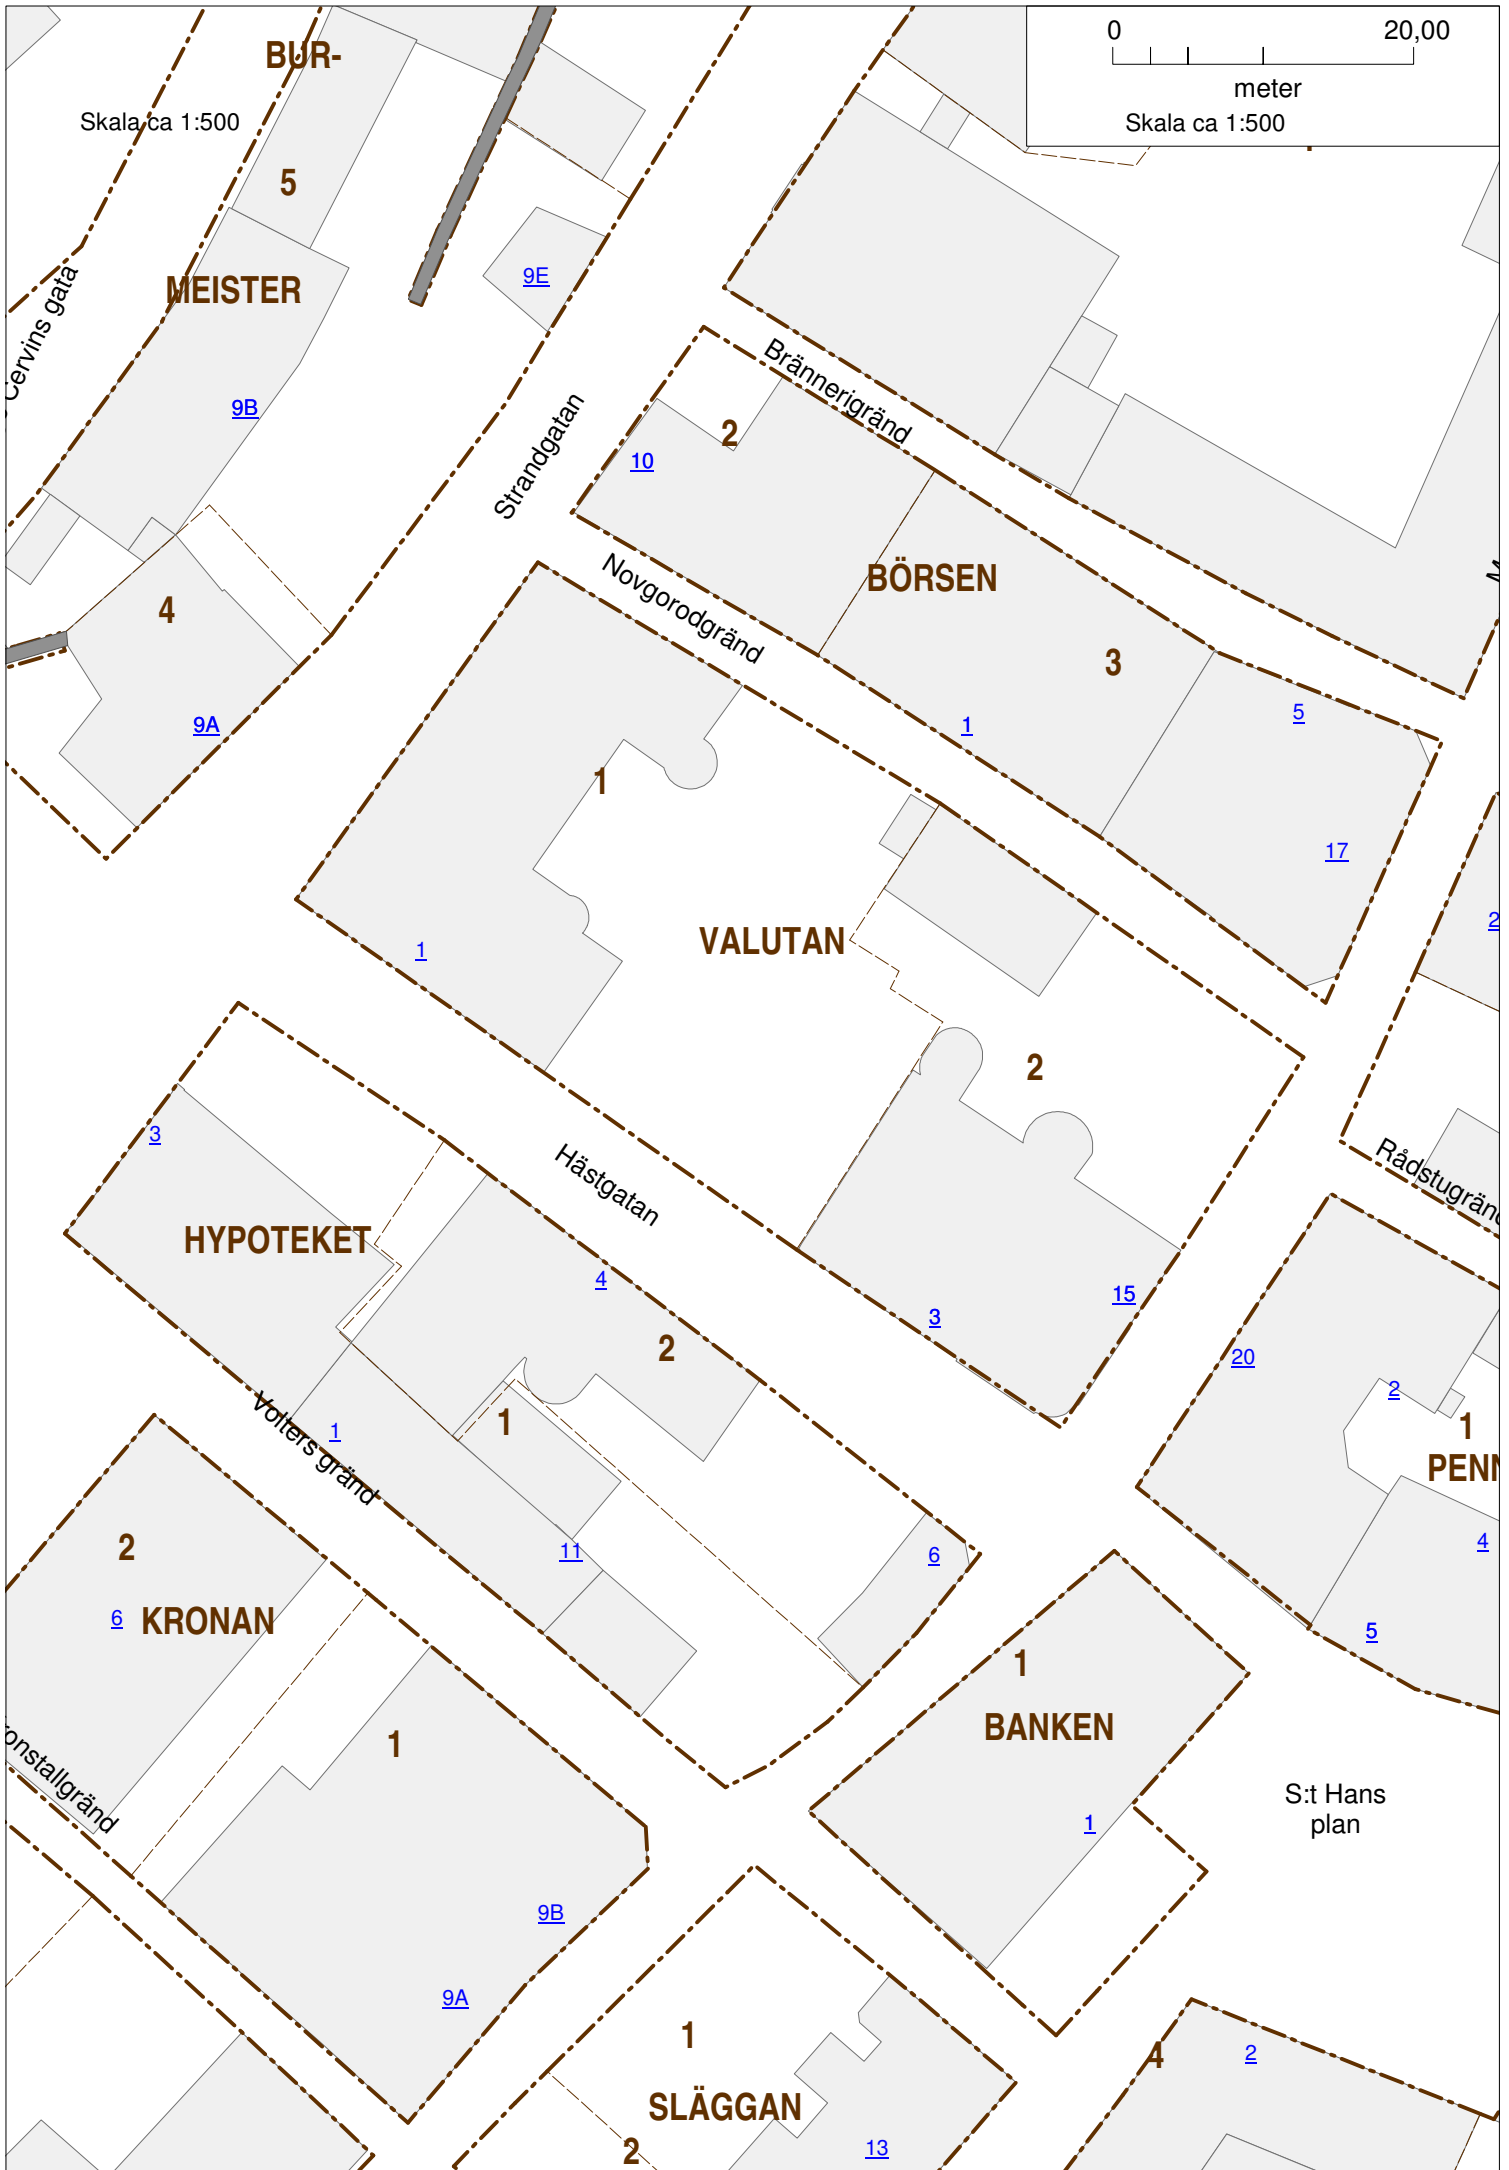 BUR-
0 20,00
meter
Skala ca 1:500
Skala ca 1:500
5
MEISTER
9E
Cervins gata
9B
Brännerigränd
2
10
Strandgatan
Novgorodgränd
BÖRSEN
4
3
9A
1
5
1
17
VALUTAN
1
2
2
3
Hästgatan
Rådstugränd
HYPOTEKET
4
15
3
2
20
2
1
1
1
PENN
Volters gränd
2
11
6
4
6
KRONAN
5
1
BANKEN
1
onstallgränd
S:t Hans
plan
1
9B
9A
1
4
2
SLÄGGAN
2
13